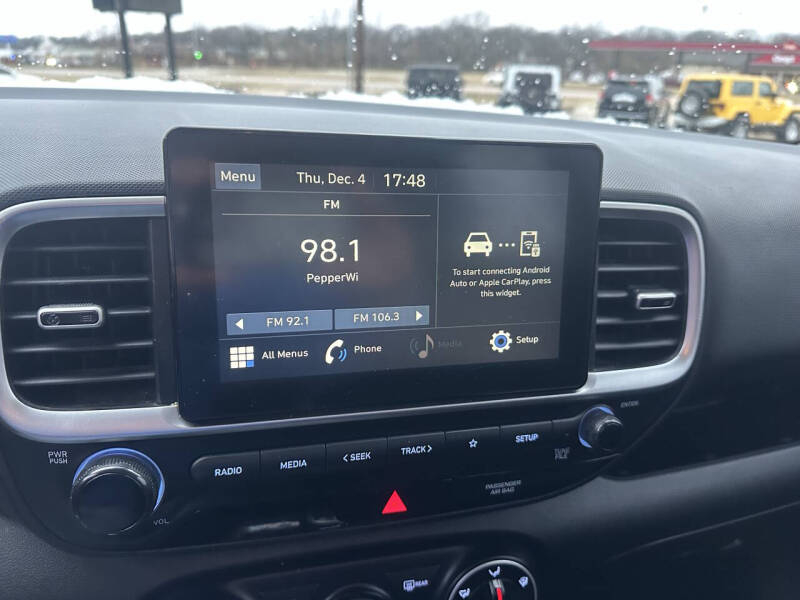 Menu Thu, Dec. 4 17:48
FM
98.1
PepperWi
To start connecting Android
Auto or Apple CarPlay, press
this widget.
FM 92.1 FM 106.3
All Menus Phone Media Setup
PWR
PUSH
VOL
RADIO MEDIA < SEEK TRACK > SETUP
ENTER
TUNE
FILE
PASSENGER
AIR BAG
REAR